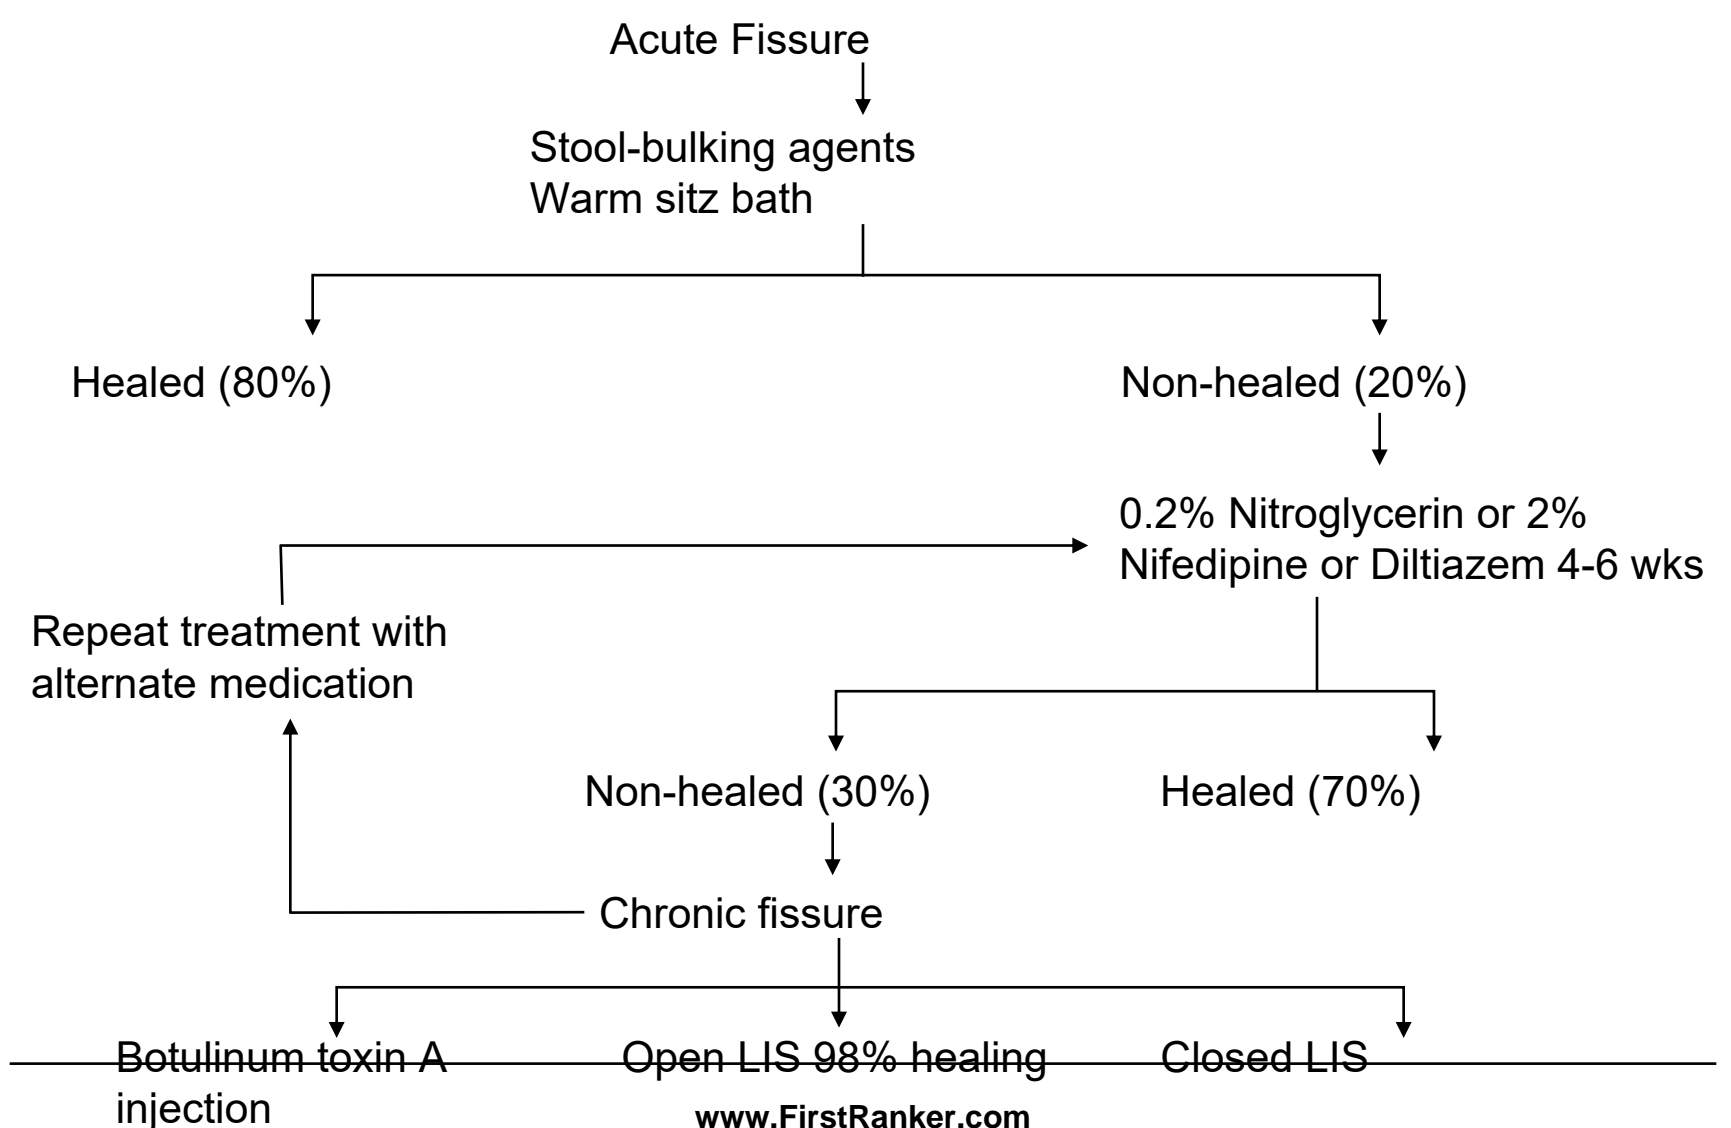 Acute Fissure
Stool-bulking agents
Warm sitz bath
Healed (80%)
Non-healed (20%)
0.2% Nitroglycerin or 2%
Nifedipine or Diltiazem 4-6 wks
Repeat treatment with
alternate medication
Non-healed (30%)
Healed (70%)
Chronic fissure
Botulinum toxin A
injection
Open LIS 98% healing
Closed LIS
www.FirstRanker.com